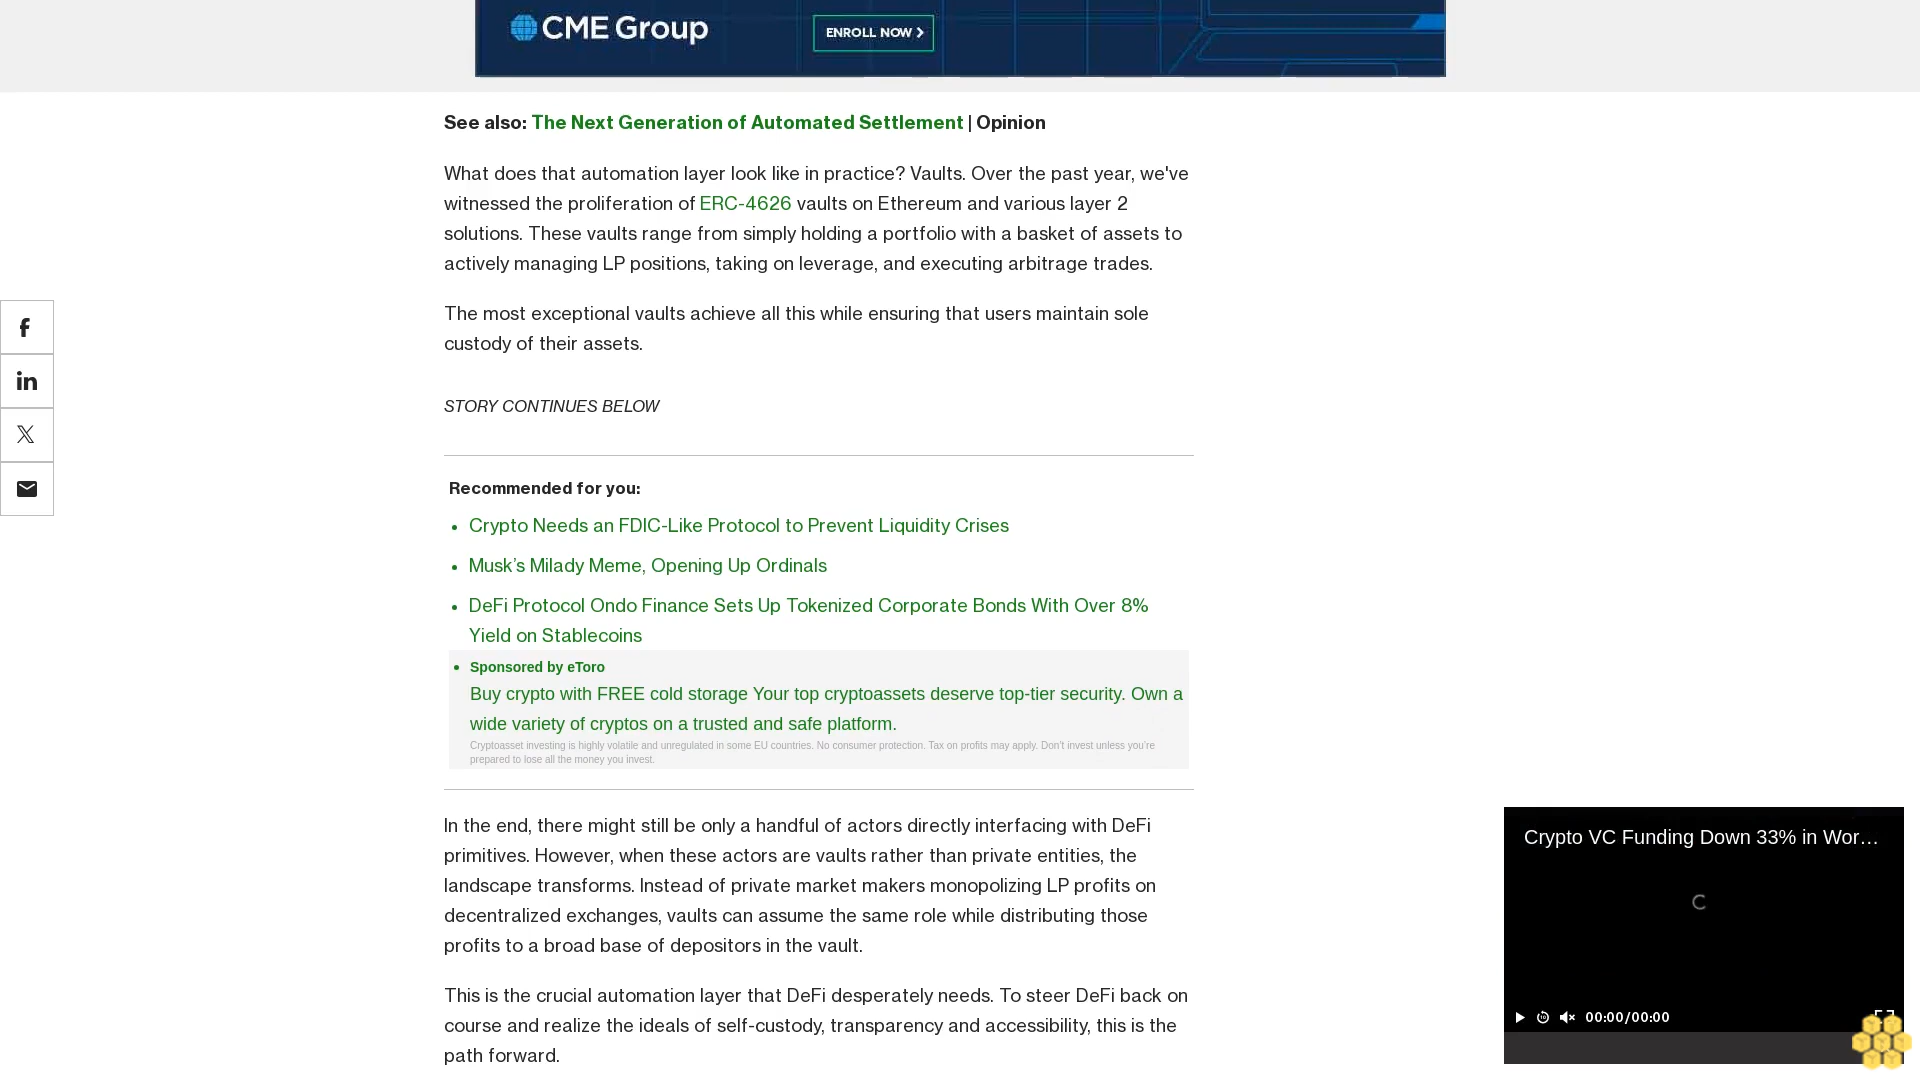 CME Group
ENROLL NOW
See also: The Next Generation of Automated Settlement | Opinion
What does that automation layer look like in practice? Vaults. Over the past year, we've
witnessed the proliferation of ERC-4626 vaults on Ethereum and various layer 2
solutions. These vaults range from simply holding a portfolio with a basket of assets to
actively managing LP positions, taking on leverage, and executing arbitrage trades.
The most exceptional vaults achieve all this while ensuring that users maintain sole
custody of their assets.
STORY CONTINUES BELOW
Recommended for you:
• Crypto Needs an FDIC-Like Protocol to Prevent Liquidity Crises
• Musk’s Milady Meme, Opening Up Ordinals
• DeFi Protocol Ondo Finance Sets Up Tokenized Corporate Bonds With Over 8%
Yield on Stablecoins
• Sponsored by eToro
Buy crypto with FREE cold storage Your top cryptoassets deserve top-tier security. Own a
wide variety of cryptos on a trusted and safe platform.
Cryptoasset investing is highly volatile and unregulated in some EU countries. No consumer protection. Tax on profits may apply. Don’t invest unless you’re
prepared to lose all the money you invest.
In the end, there might still be only a handful of actors directly interfacing with DeFi
primitives. However, when these actors are vaults rather than private entities, the
landscape transforms. Instead of private market makers monopolizing LP profits on
decentralized exchanges, vaults can assume the same role while distributing those
profits to a broad base of depositors in the vault.
This is the crucial automation layer that DeFi desperately needs. To steer DeFi back on
course and realize the ideals of self-custody, transparency and accessibility, this is the
path forward.
Crypto VC Funding Down 33% in Wor…
00:00/00:00